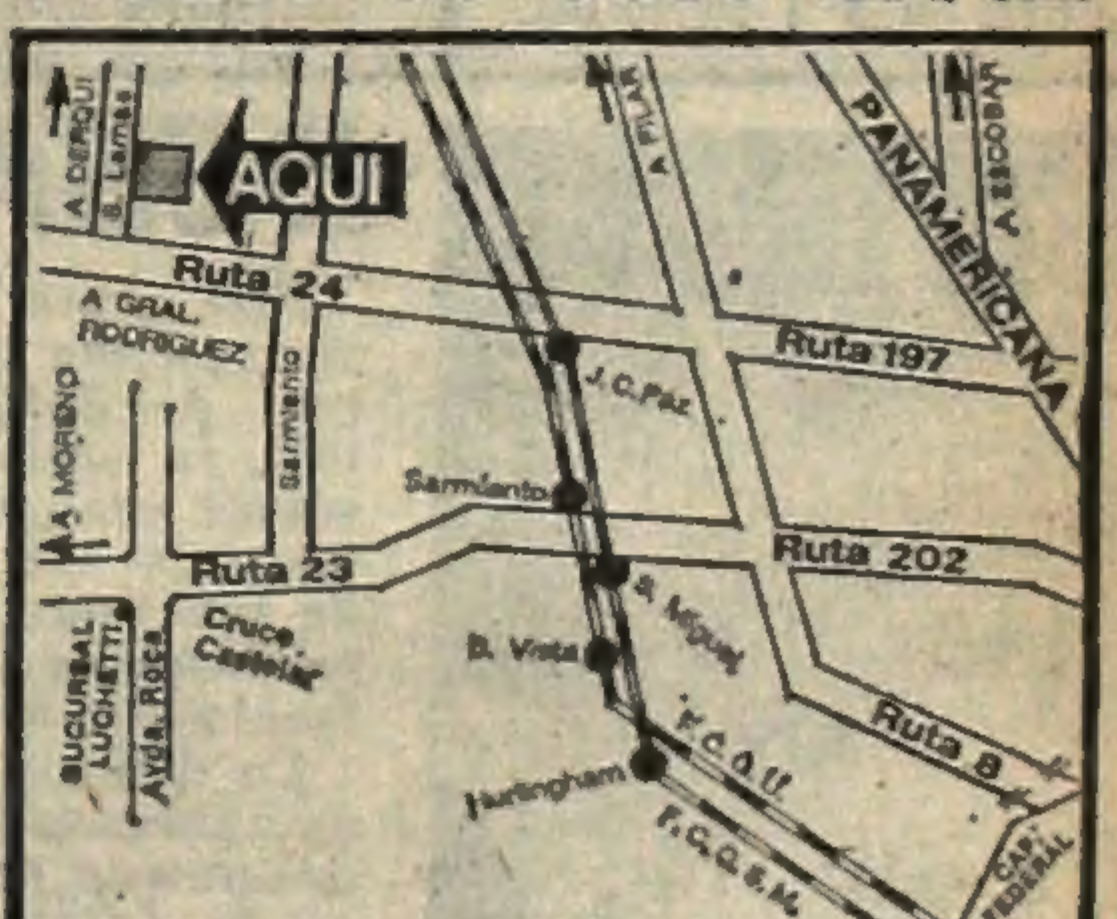 A DERQUI
S. Lamas
AQUI
A PILAR
PANAMERICANA
A ESCOBAR
Ruta 24
A GRAL.
RODRIGUEZ
Ruta 197
J. C. Paz
A MORENO
Sarmiento
Sarmiento
Ruta 23
Ruta 202
Cruce
Castelar
S. Miguel
B. Vista
SUCURSAL
LUCHETTI
Avda. Roca
Ruta 8
F. C. G. U.
Hurlingham
F. C. G. S. M.
CAP.
FEDERAL